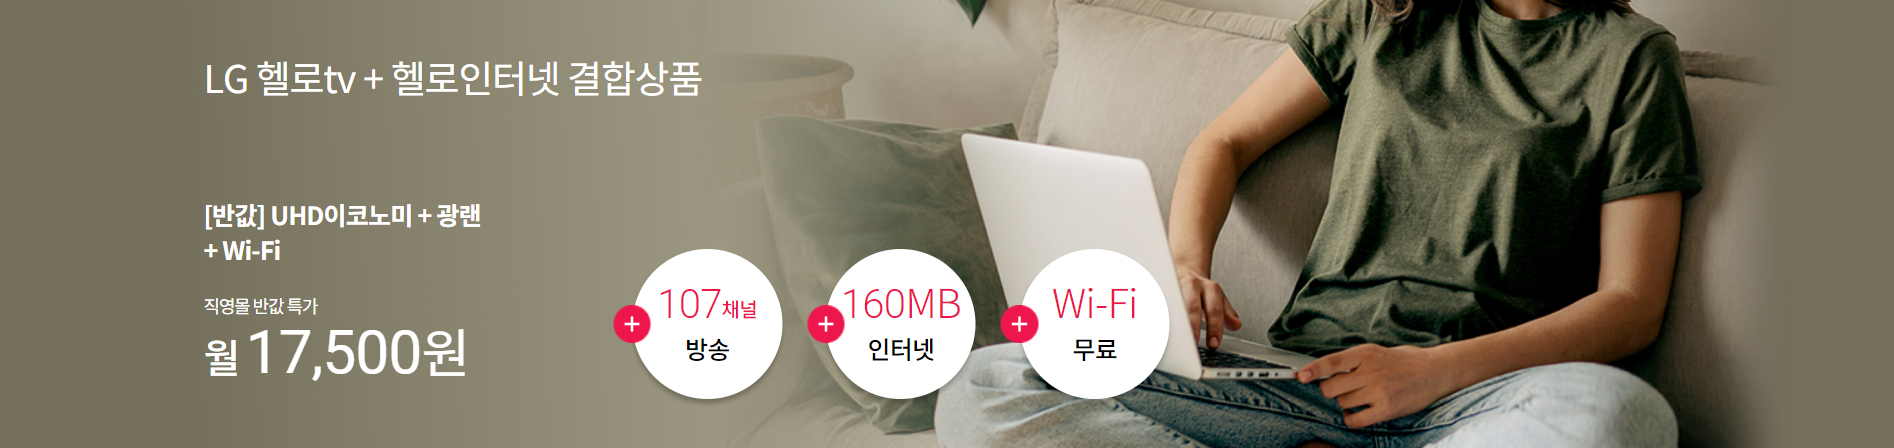 LG 헬로tv + 헬로인터넷 결합상품
[반값] UHD이코노미 + 광랜
+ Wi-Fi
직영몰 반값 특가
월 17,500원
+
107채널
방송
+
160MB
인터넷
+
Wi-Fi
무료